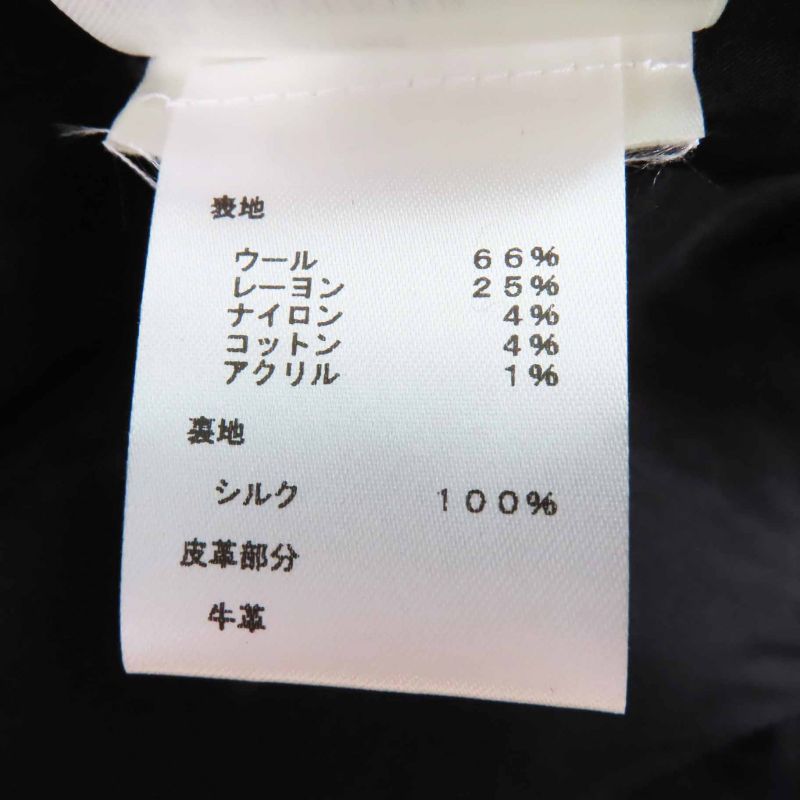 表地
ウール 66%
レーヨン 25%
ナイロン 4%
コットン 4%
アクリル 1%
裏地
シルク 100%
皮革部分
牛革